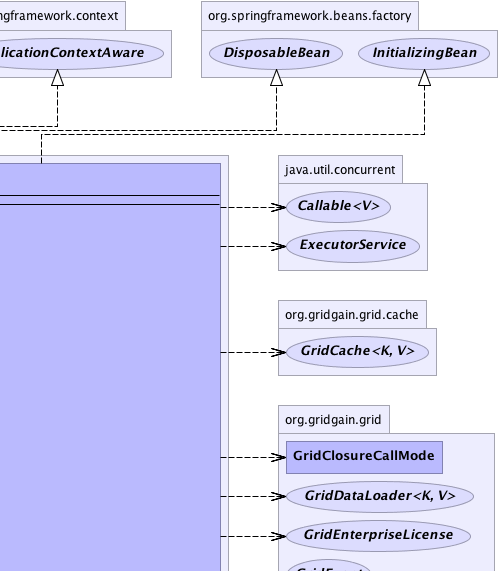 ngframework.context
org.springframework.beans.factory
licationContextAware
DisposableBean
InitializingBean
java.util.concurrent
Callable<V>
ExecutorService
org.gridgain.grid.cache
GridCache<K, V>
org.gridgain.grid
GridClosureCallMode
GridDataLoader<K, V>
GridEnterpriseLicense
GridEvent